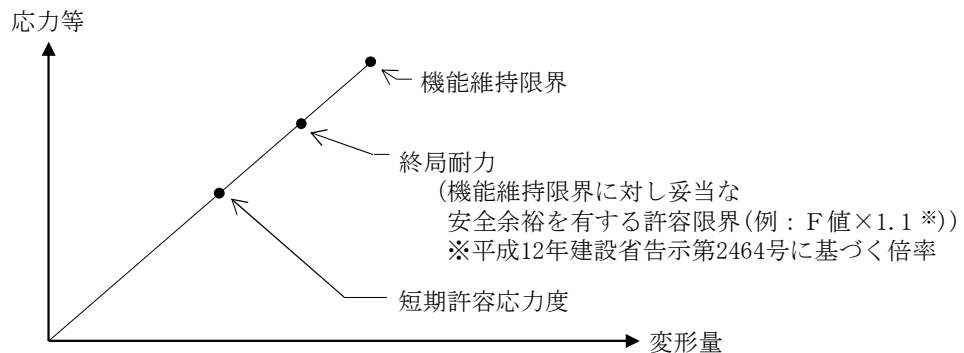 応力等
機能維持限界
終局耐力
(機能維持限界に対し妥当な
安全余裕を有する許容限界(例：Ｆ値×1.1 ※))
※平成12年建設省告示第2464号に基づく倍率
短期許容応力度
変形量